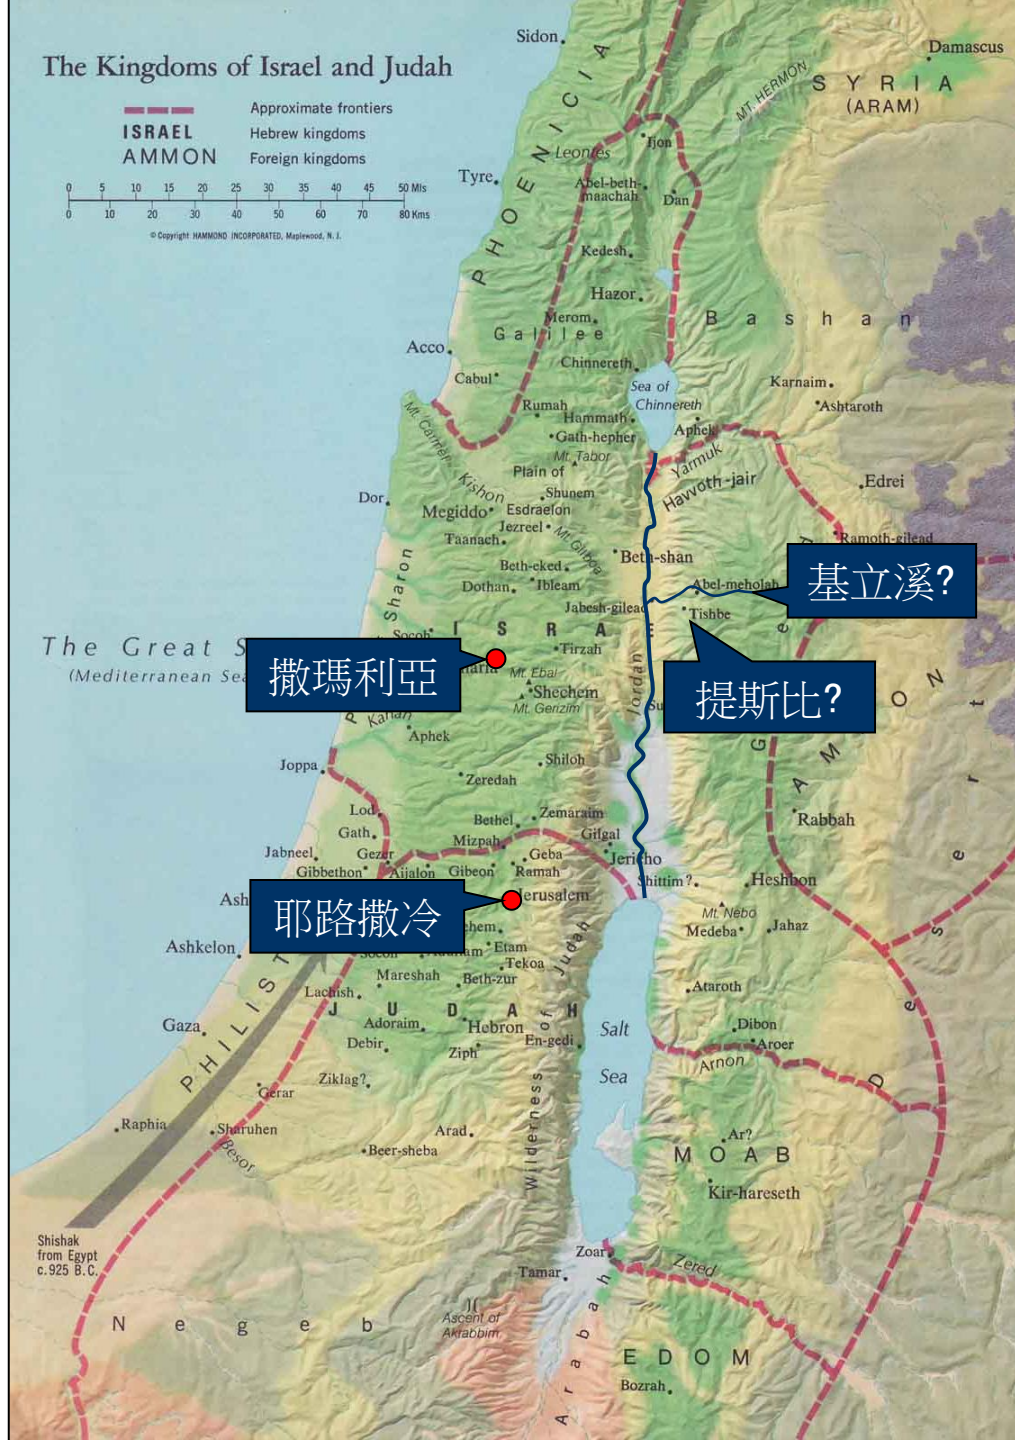 The Kingdoms of Israel and Judah
Approximate frontiers
ISRAEL Hebrew kingdoms
AMMON Foreign kingdoms
0 5 10 15 20 25 30 35 40 45 50 Mls
0 10 20 30 40 50 60 70 80 Kms
© Copyright HAMMOND INCORPORATED, Maplewood, N. J.
Sidon
Damascus
SYRIA
(ARAM)
MT. HERMON
PHOENICIA
Leontes
Ijon
Tyre
Abel-beth-
maachah
Dan
Kedesh
Hazor
Merom
Galilee
Bashan
Acco
Chinnereth
Cabul
Sea of
Chinnereth
Karnaim
Ashtaroth
Rumah
Hammath
Aphek
Mt. Carmel
Gath-hepher
Mt. Tabor
Yarmuk
Plain of
Esdraelon
Kishon
Havvoth-jair
Edrei
Dor
Shunem
Megiddo
Jezreel
Mt. Gilboa
Taanach
Ramoth-gilead
Beth-shan
Beth-eked
Dothan
Ibleam
Abel-meholah
基立溪?
Jabesh-gilead
Tishbe
Sharon
Socoh
ISRAE
The Great S
(Mediterranean Sea
撒瑪利亞
Tirzah
Mt. Ebal
Shechem
Mt. Gerizim
Jordan
提斯比?
Kanah
Aphek
AMMON
Joppa
Shiloh
Zeredah
Lod
Bethel
Zemaraim
Rabbah
Gath
Mizpah
Gilgal
Jabneel
Gezer
Geba
Jericho
Gibbethon
Aijalon
Gibeon
Ramah
Shittim?
Heshbon
耶路撒冷
Jerusalem
Mt. Nebo
Medeba
Jahaz
Ashkelon
Etam
Tekoa
Mareshah
Beth-zur
Lachish
Ataroth
JUDAH
Adoraim
Hebron
Salt
Sea
Dibon
Aroer
Gaza
Debir
Ziph
En-gedi
Arnon
PHILIST
Ziklag?
Gerar
Wilderness of Judah
Desert
Raphia
Sharuhen
Besor
Arad
Beer-sheba
Ar?
MOAB
Kir-hareseth
Shishak
from Egypt
c.925 B.C.
Zoar
Zered
Tamar
Negeb
Ascent of
Akrabbim
Arabah
EDOM
Bozrah